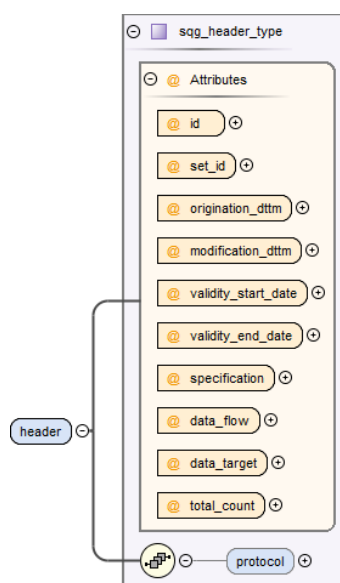 sqg_header_type
@ Attributes
@ id
@ set_id
@ origination_dttm
@ modification_dttm
@ validity_start_date
@ validity_end_date
@ specification
@ data_flow
@ data_target
@ total_count
header
protocol